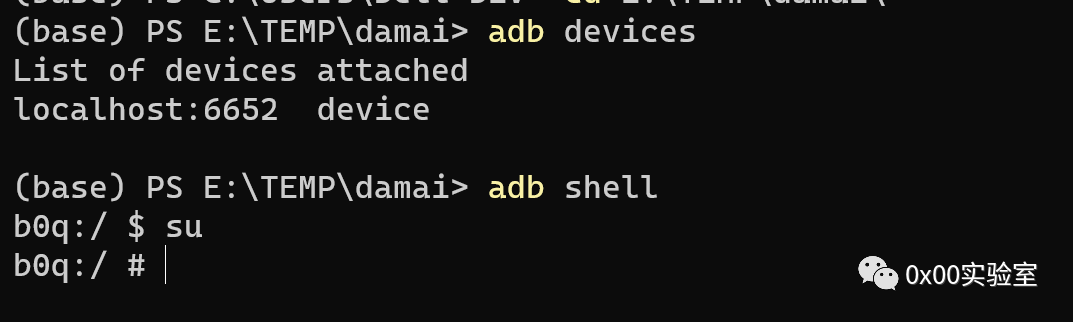 (base) PS E:\TEMP\damai> adb devices
List of devices attached
localhost:6652  device
(base) PS E:\TEMP\damai> adb shell
b0q:/ $ su
b0q:/ #
0x00实验室